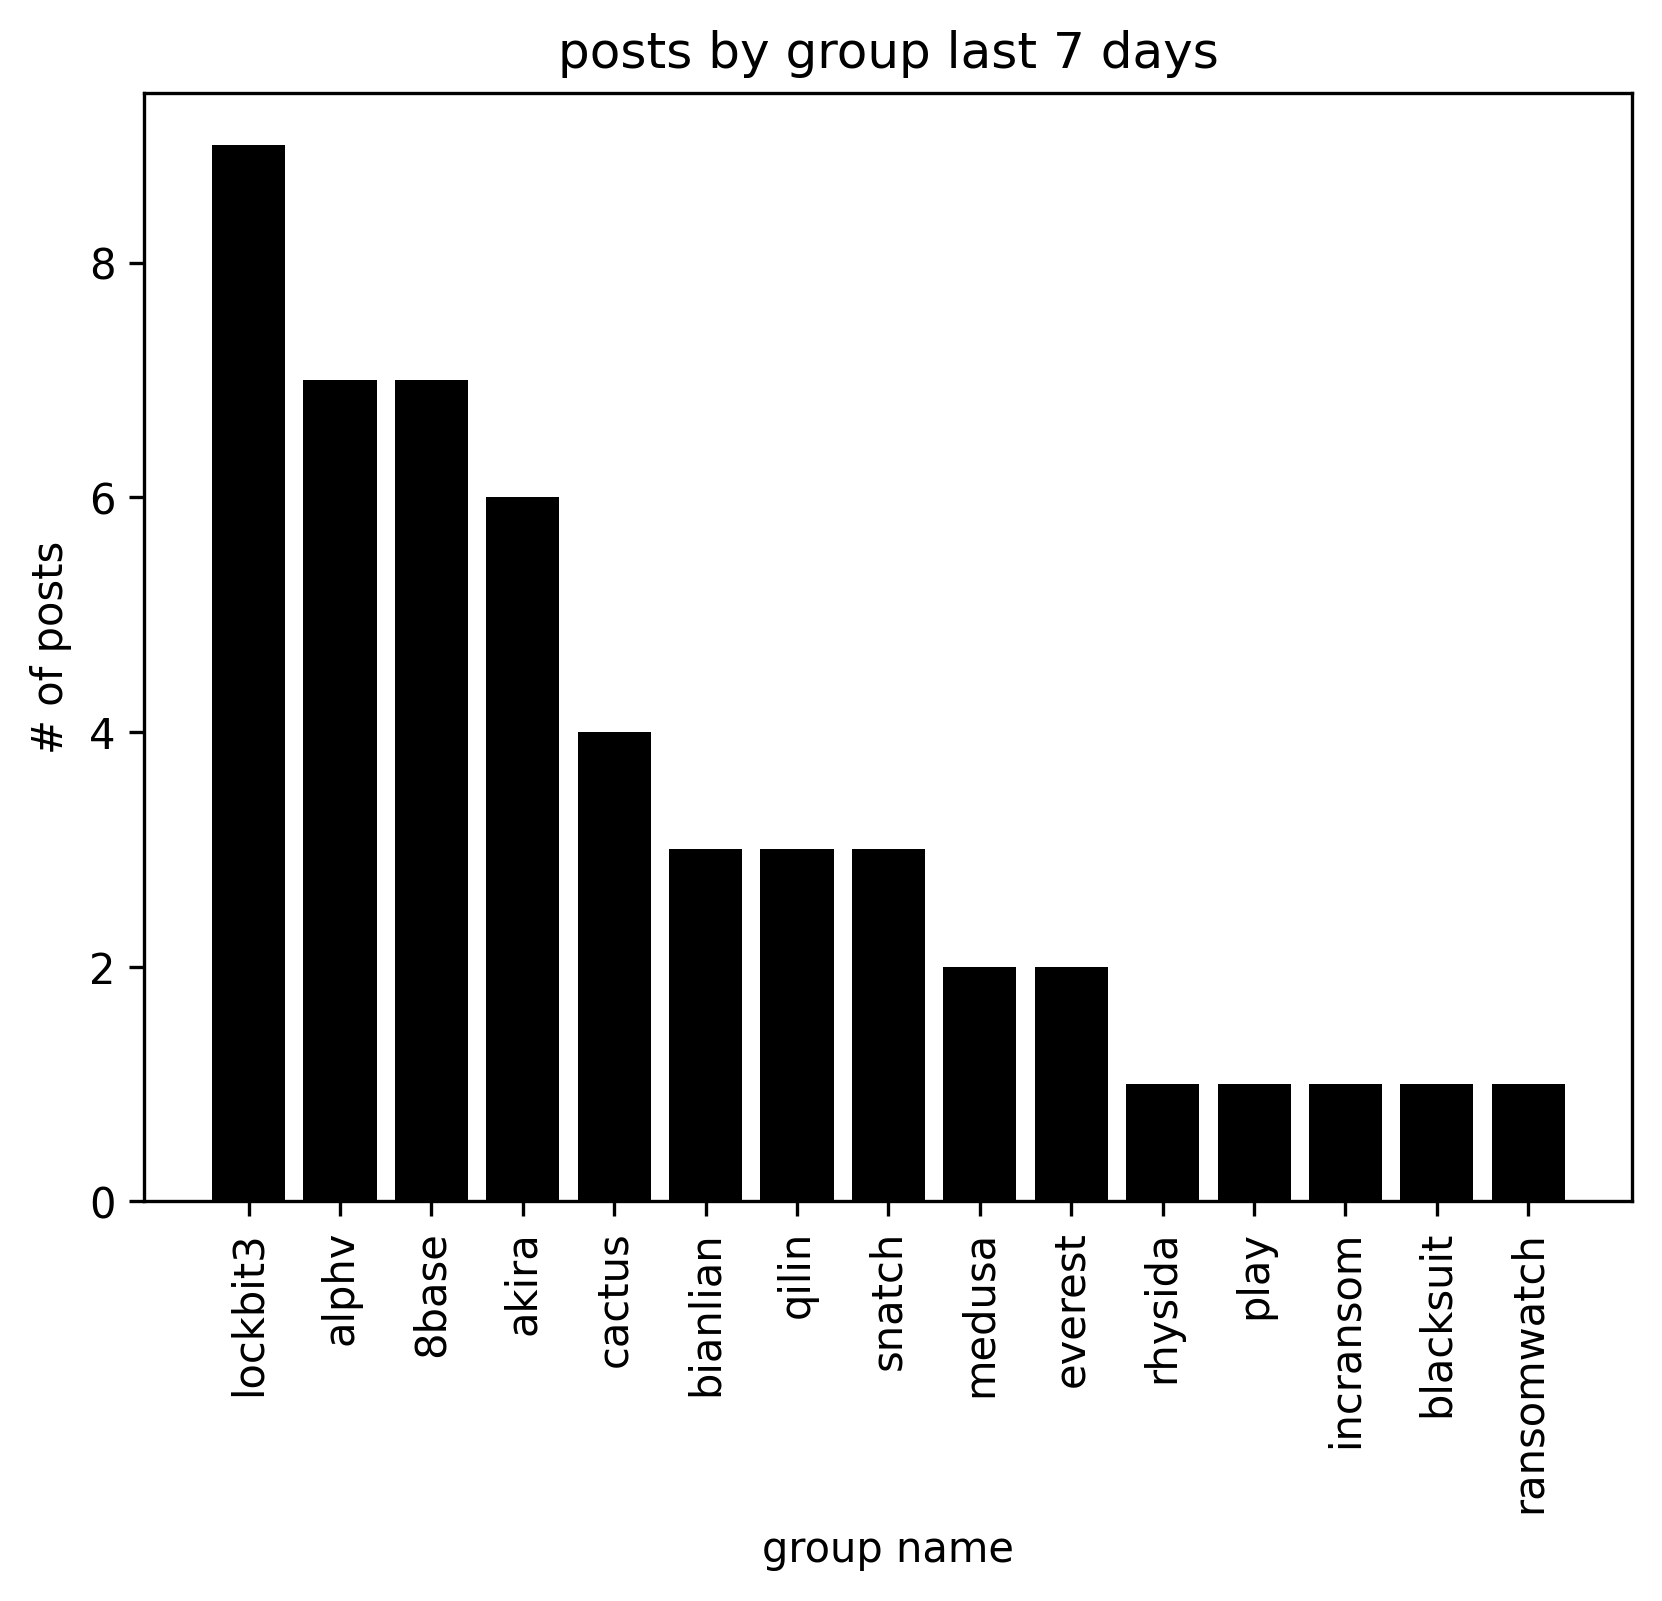 posts by group last 7 days
# of posts
8
6
4
2
0
lockbit3
alphv
8base
akira
cactus
bianlian
qilin
snatch
medusa
everest
rhysida
play
incransom
blacksuit
ransomwatch
group name